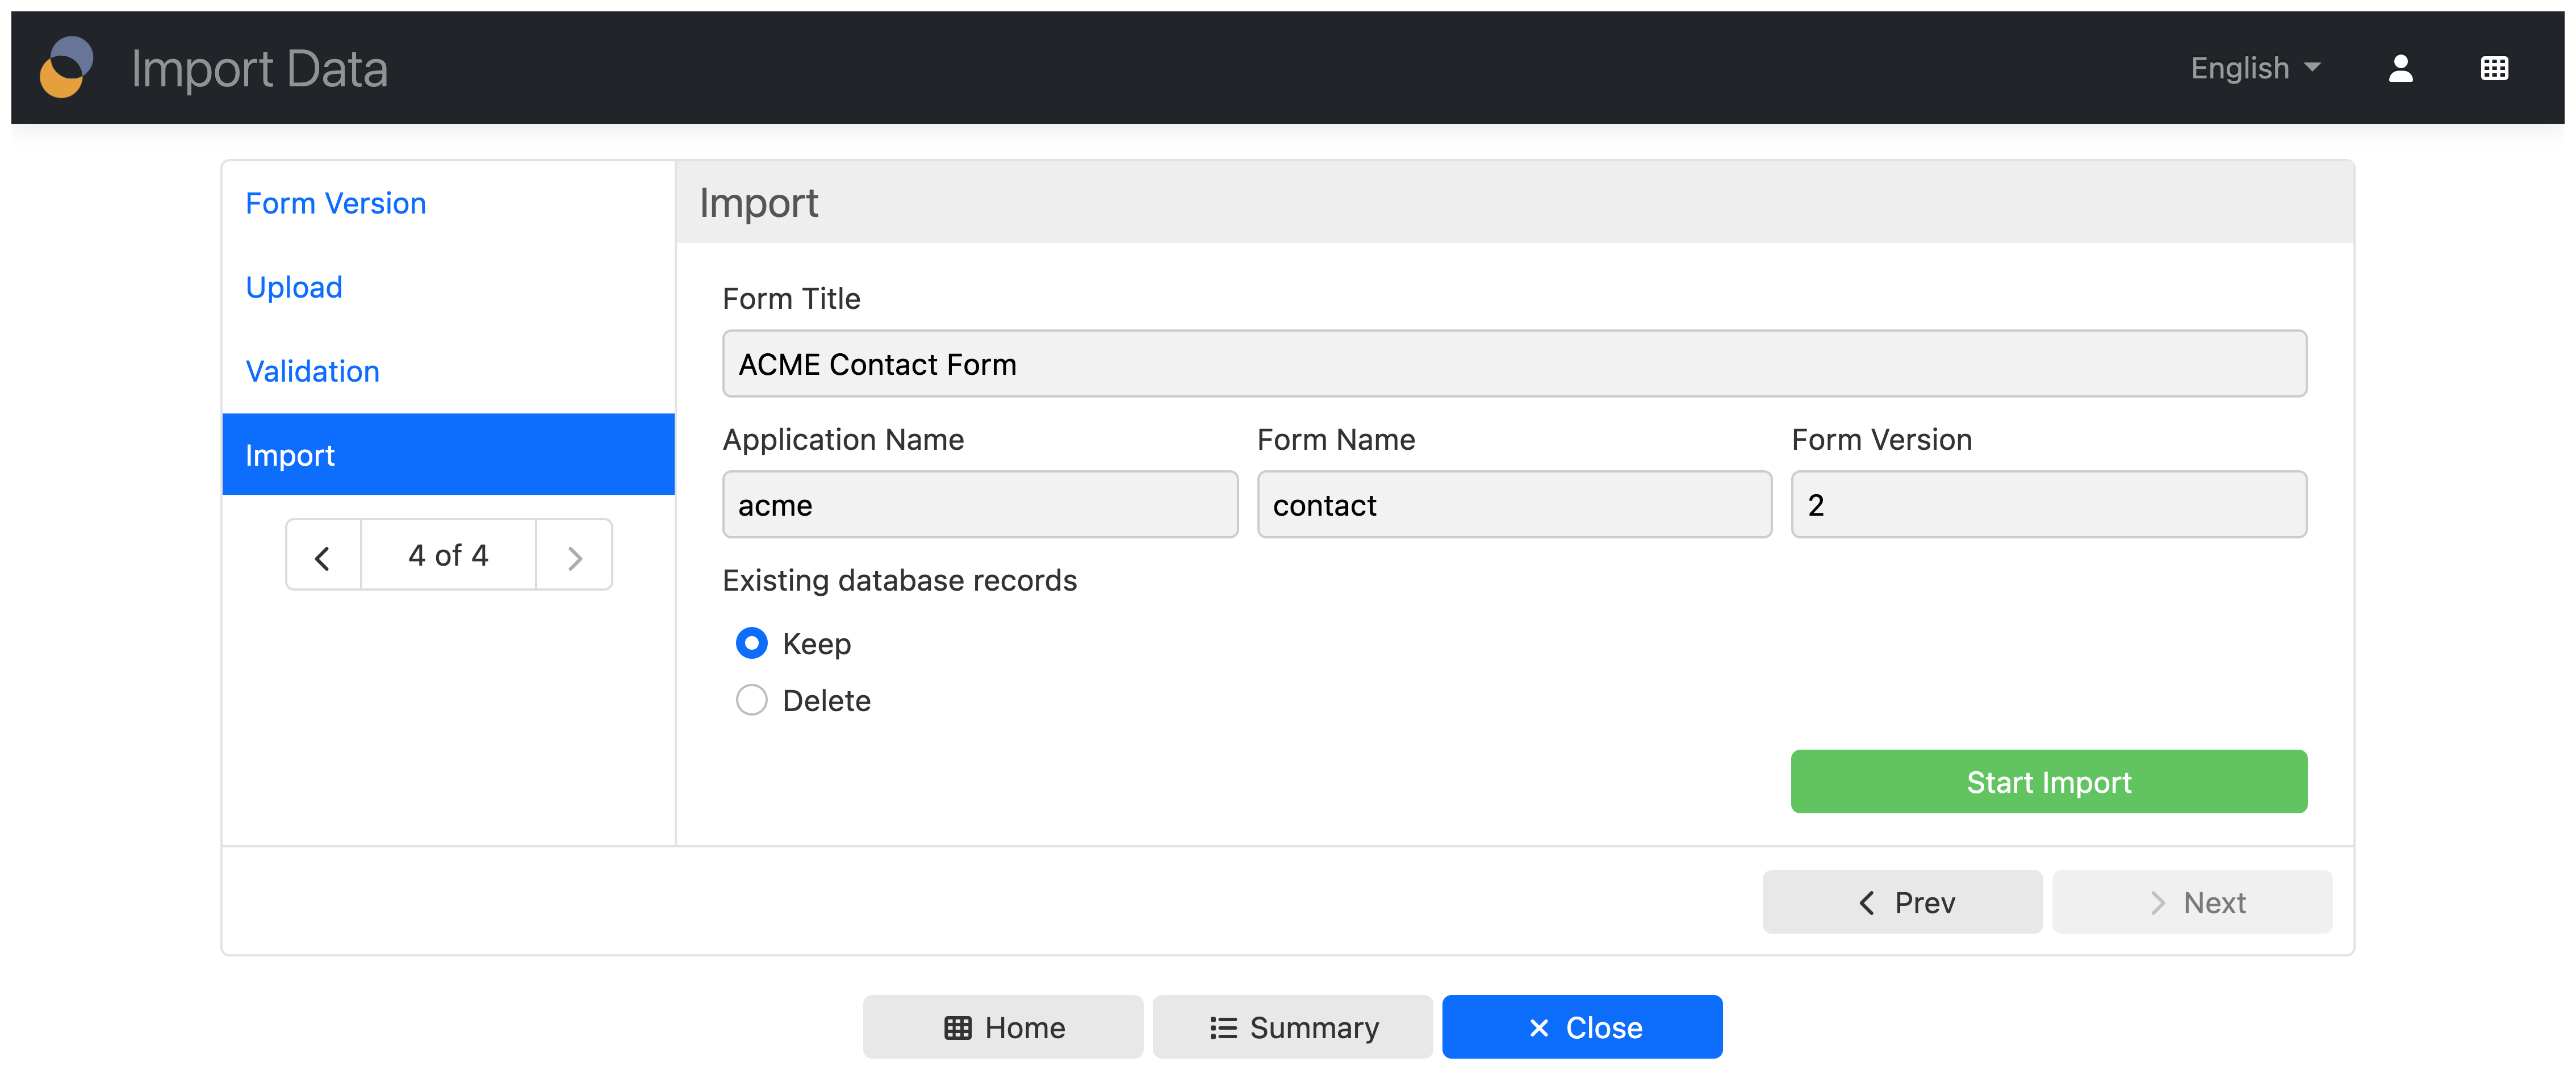 Import Data
English
Form Version
Upload
Validation
Import
4 of 4
Import
Form Title
ACME Contact Form
Application Name
Form Name
Form Version
acme
contact
2
Existing database records
Keep
Delete
Start Import
Prev
Next
Home
Summary
Close